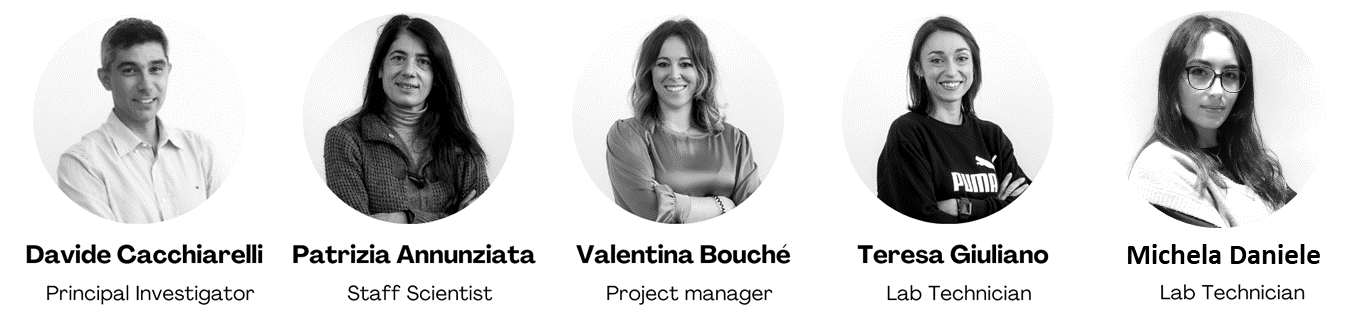 PUMA
Davide Cacchiarelli
Patrizia Annunziata
Valentina Bouché
Teresa Giuliano
Michela Daniele
Principal Investigator
Staff Scientist
Project manager
Lab Technician
Lab Technician